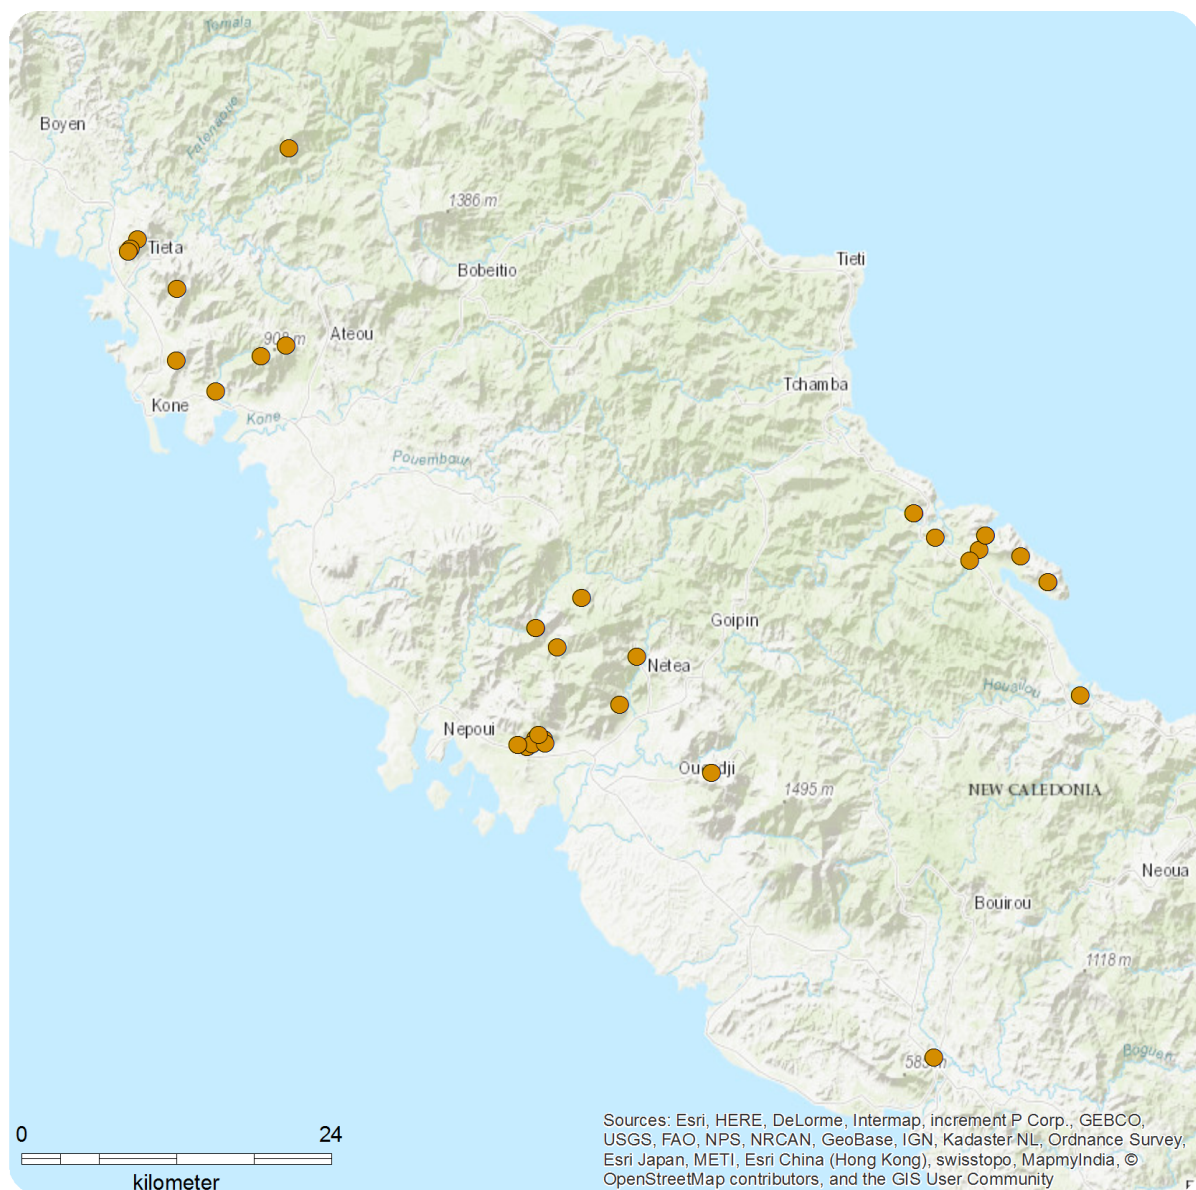 Tomala
Boyen
Fatenaoue
1386 m
Tieta
Tieti
Bobeitio
908 m
Ateou
Tchamba
Kone
Kone
Pouembout
Goipin
Netea
Houailou
Nepoui
1495 m
NEW CALEDONIA
Neoua
Bouirou
1118 m
Boguen
0 24
kilometer
Sources: Esri, HERE, DeLorme, Intermap, increment P Corp., GEBCO,
USGS, FAO, NPS, NRCAN, GeoBase, IGN, Kadaster NL, Ordnance Survey,
Esri Japan, METI, Esri China (Hong Kong), swisstopo, MapmyIndia, ©
OpenStreetMap contributors, and the GIS User Community